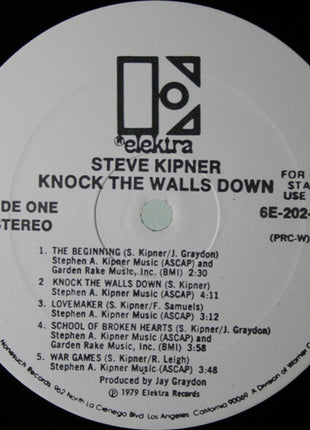 ® elektra
STEVE KIPNER
KNOCK THE WALLS DOWN
FOR
STA
USE
DE ONE
STEREO
6E-202-
(PRC-W)
1. THE BEGINNING (S. Kipner/J. Graydon)
Stephen A. Kipner Music (ASCAP) and
Garden Rake Music, Inc. (BMI) 2:30
2 KNOCK THE WALLS DOWN (S. Kipner)
Stephen A. Kipner Music (ASCAP) 4:11
3. LOVEMAKER (S. Kipner/F. Samuels)
Stephen A. Kipner Music (ASCAP) 3:12
4. SCHOOL OF BROKEN HEARTS (S. Kipner/J. Graydon)
Stephen A. Kipner Music (ASCAP) and Garden Rake
Music, Inc. (BMI) 3:58
5. WAR GAMES (S. Kipner/R. Leigh)
Stephen A. Kipner Music (ASCAP) 3:48
Produced by Jay Graydon
Ⓟ 1979 Elektra Records
Nonesuch Records 962 North La Cienega Blvd. Los Angeles, California 90069 A Division of Warner C